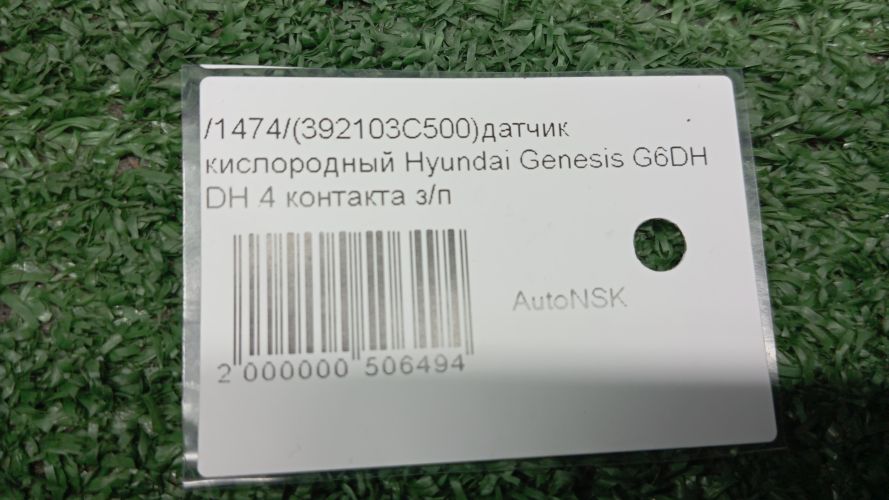 /1474/(392103C500)датчик
кислородный Hyundai Genesis G6DH
DH 4 контакта з/п
AutoNSK
2 000000 506494